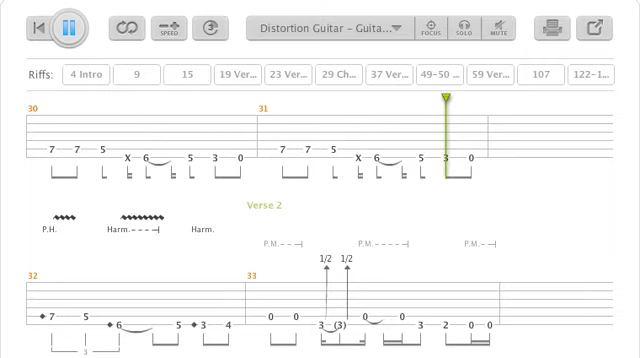 SPEED
3
Distortion Guitar – Guita...
FOCUS
SOLO
MUTE
Riffs: 4 Intro 9 15 19 Ver... 23 Ver... 29 Ch... 37 Ver... 49-50 ... 59 Ver... 107 122-1...
30 31
7 7 5 X 6 5 3 0 7 7 5 X 6 5 3 0
Verse 2
P.H. Harm. Harm.
P.M. P.M. P.M.
1/2 1/2
32 33
7 5 6 5 3 4 0 0 3 (3) 0 0 3 2 0 0
3